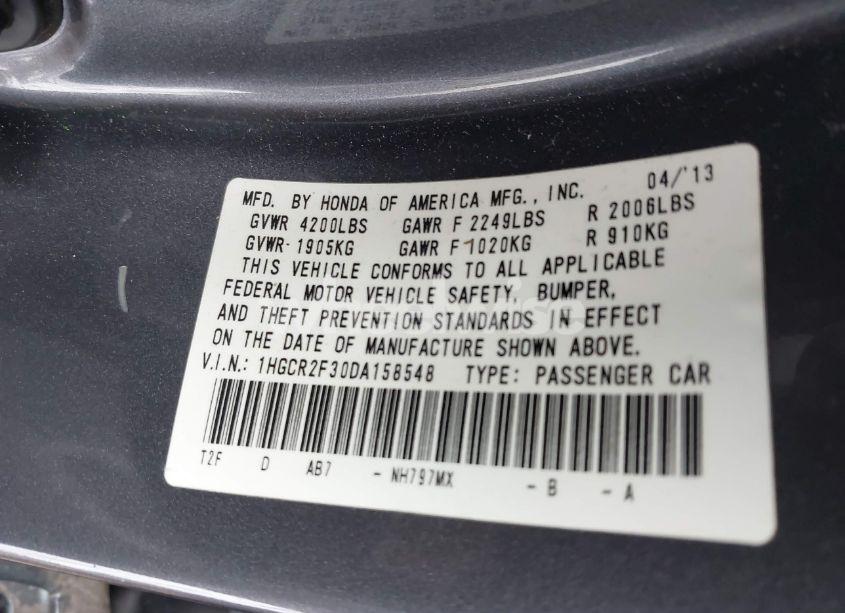 MFD. BY HONDA OF AMERICA MFG., INC. 04/'13
GVWR 4200LBS GAWR F 2249LBS R 2006LBS
GVWR 1905KG GAWR F 1020KG R 910KG
THIS VEHICLE CONFORMS TO ALL APPLICABLE
FEDERAL MOTOR VEHICLE SAFETY, BUMPER,
AND THEFT PREVENTION STANDARDS IN EFFECT
ON THE DATE OF MANUFACTURE SHOWN ABOVE.
V.I.N.: 1HGCR2F30DA158548 TYPE: PASSENGER CAR
T2F D AB7 - NH797MX - B - A